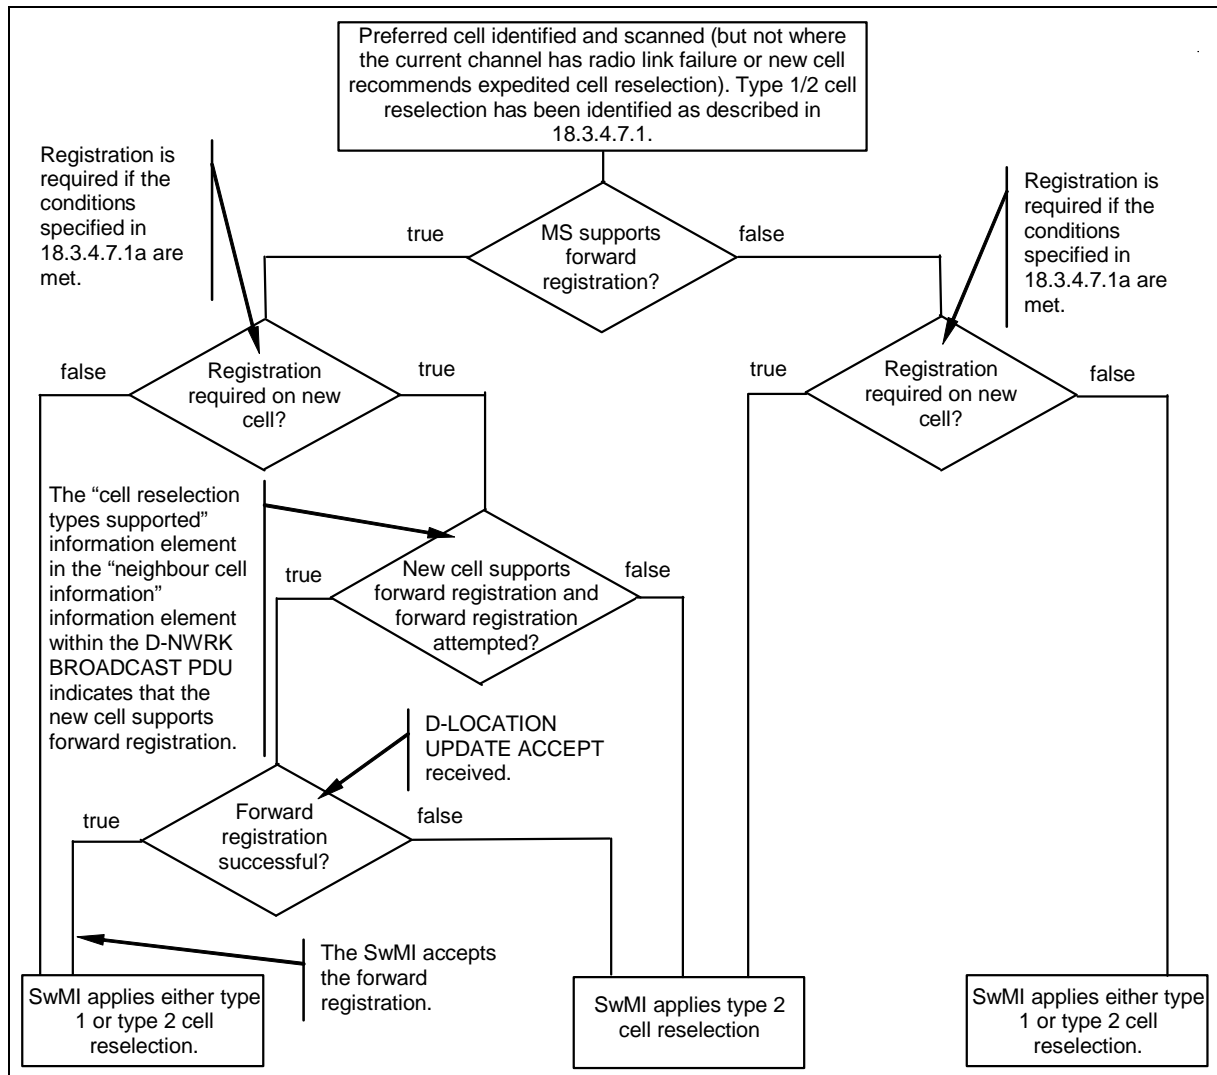 Preferred cell identified and scanned (but not where
the current channel has radio link failure or new cell
recommends expedited cell reselection). Type 1/2 cell
reselection has been identified as described in
18.3.4.7.1.
Registration is
required if the
conditions
specified in
18.3.4.7.1a are
met.
true
MS supports
forward
registration?
false
Registration is
required if the
conditions
specified in
18.3.4.7.1a are
met.
false
Registration
required on new
cell?
true
true
Registration
required on new
cell?
false
The “cell reselection
types supported”
information element
in the “neighbour cell
information”
information element
within the D-NWRK
BROADCAST PDU
indicates that the
new cell supports
forward registration.
true
New cell supports
forward registration and
forward registration
attempted?
false
D-LOCATION
UPDATE ACCEPT
received.
true
Forward
registration
successful?
false
The SwMI accepts
the forward
registration.
SwMI applies either type
1 or type 2 cell
reselection.
SwMI applies type 2
cell reselection
SwMI applies either type
1 or type 2 cell
reselection.